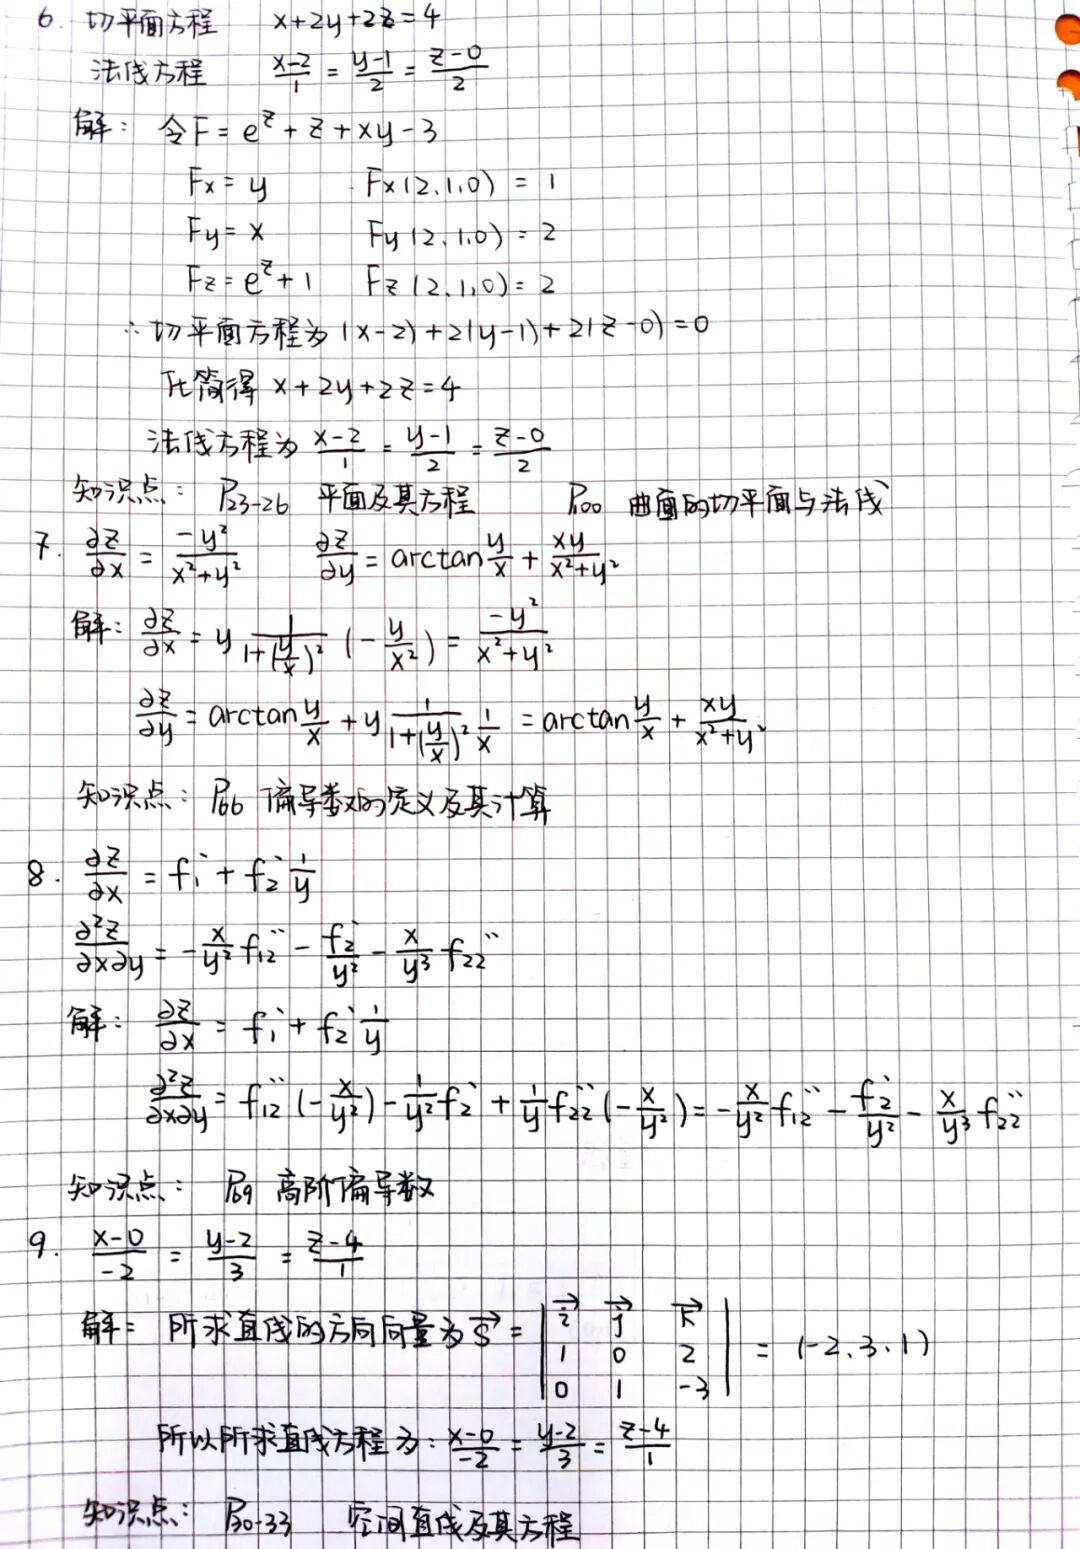 6. 切平面方程 x+2y+2z=4
法线方程 (x-2)/1 = (y-1)/2 = (z-0)/2
解: 令F=e^z+z+xy-3
Fx=y Fx(2,1,0)=1
Fy=x Fy(2,1,0)=2
Fz=e^z+1 Fz(2,1,0)=2
∴切平面方程为(x-2)+2(y-1)+2(z-0)=0
化简得 x+2y+2z=4
法线方程为 (x-2)/1 = (y-1)/2 = (z-0)/2
知识点: P23-26 平面及其方程 P100 曲面的切平面与法线
7. ∂z/∂x = -y²/(x²+y²) ∂z/∂y = arctan y/x + xy/(x²+y²)
解: ∂z/∂x = y 1/(1+(y/x)²) (-y/x²) = -y²/(x²+y²)
∂z/∂y = arctan y/x + y 1/(1+(y/x)²) 1/x = arctan y/x + xy/(x²+y²)
知识点: P66 偏导数的定义及其计算
8. ∂z/∂x = f₁' + f₂' 1/y
∂²z/∂x∂y = -x/y² f₁₂'' - f₂'/y² - x/y³ f₂₂''
解: ∂z/∂x = f₁' + f₂' 1/y
∂²z/∂x∂y = f₁₂''(-x/y²) - 1/y² f₂' + 1/y f₂₂''(-x/y²) = -x/y² f₁₂'' - f₂'/y² - x/y³ f₂₂''
知识点: P69 高阶偏导数
9. (x-0)/-2 = (y-2)/3 = (z-4)/1
解: 所求直线的方向向量为 s⃗ = | i⃗ j⃗ k⃗ |
| 1 0 2 | = (-2,3,1)
| 0 1 -3 |
所以所求直线方程为: (x-0)/-2 = (y-2)/3 = (z-4)/1
知识点: P30-33 空间直线及其方程